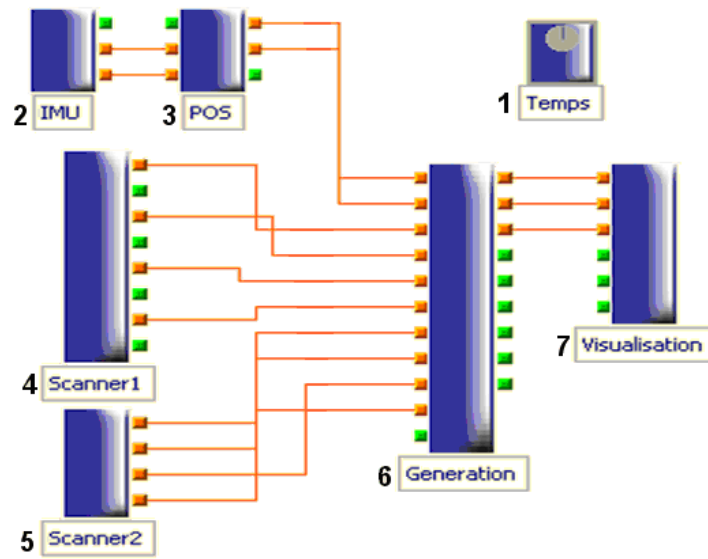 1 Temps
2 IMU
3 POS
4 Scanner1
5 Scanner2
6 Generation
7 Visualisation